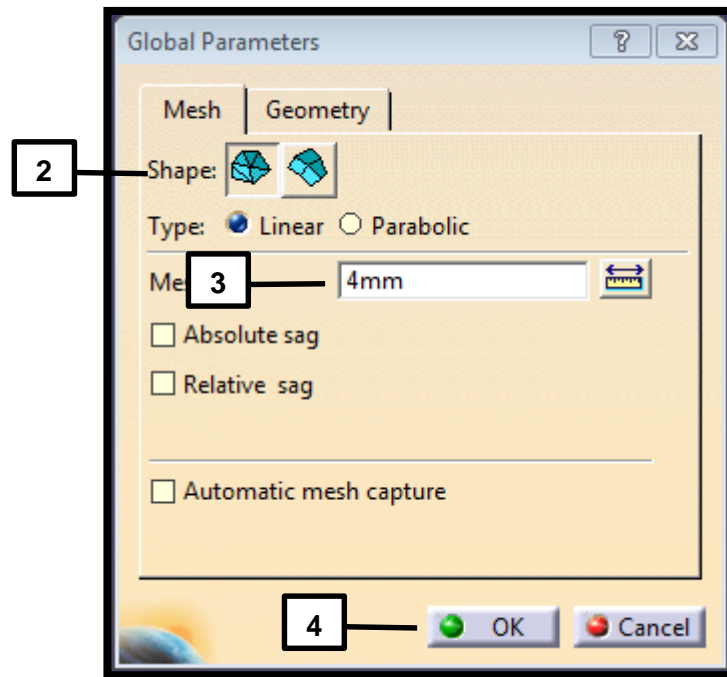 Global Parameters
Mesh Geometry
2
Shape:
Type: Linear Parabolic
3 4mm
Absolute sag
Relative sag
Automatic mesh capture
4 OK Cancel